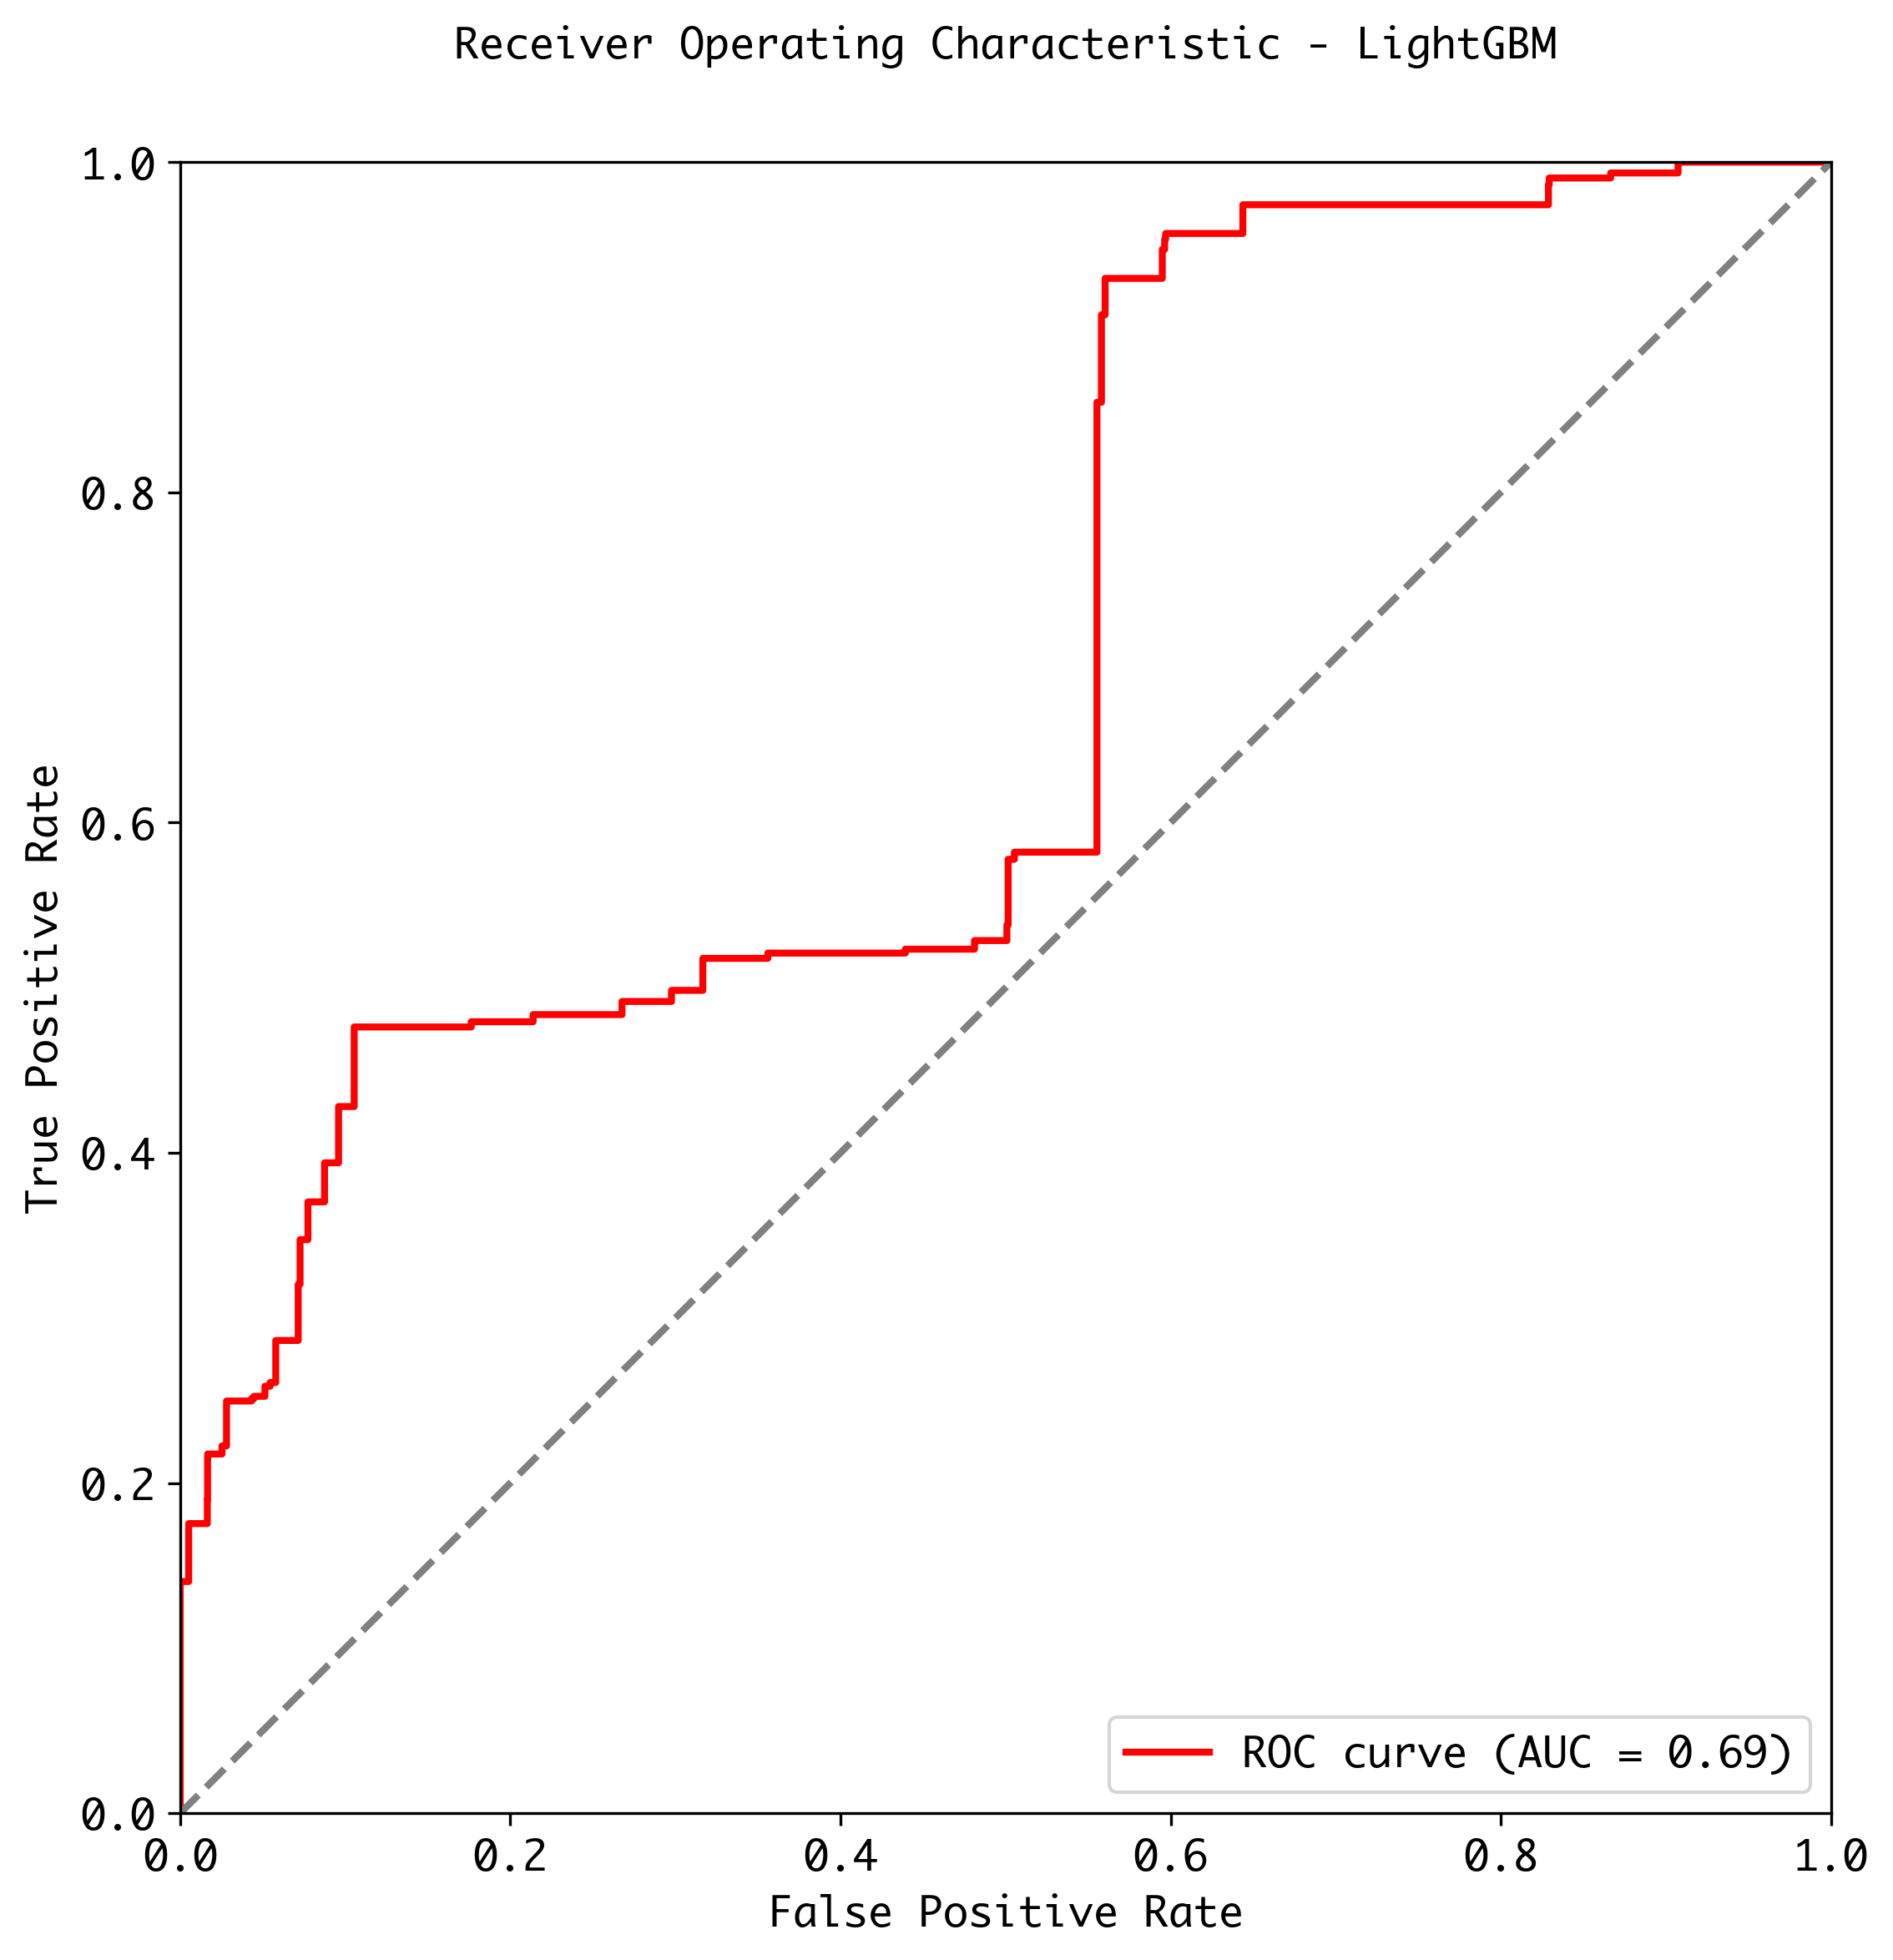 Receiver Operating Characteristic - LightGBM
1.0
0.8
0.6
0.4
0.2
0.0
True Positive Rate
0.0 0.2 0.4 0.6 0.8 1.0
False Positive Rate
ROC curve (AUC = 0.69)